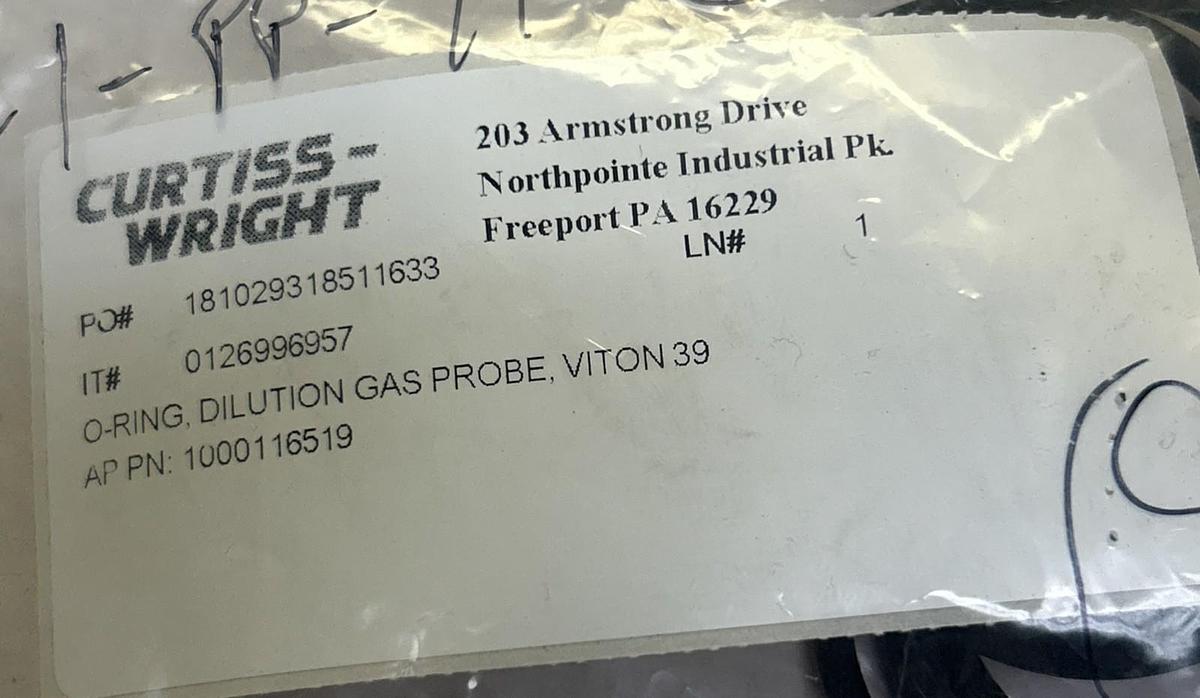 CURTISS-
WRIGHT
203 Armstrong Drive
Northpointe Industrial Pk.
Freeport PA 16229
LN# 1
PO# 181029318511633
IT# 0126996957
O-RING, DILUTION GAS PROBE, VITON 39
AP PN: 1000116519